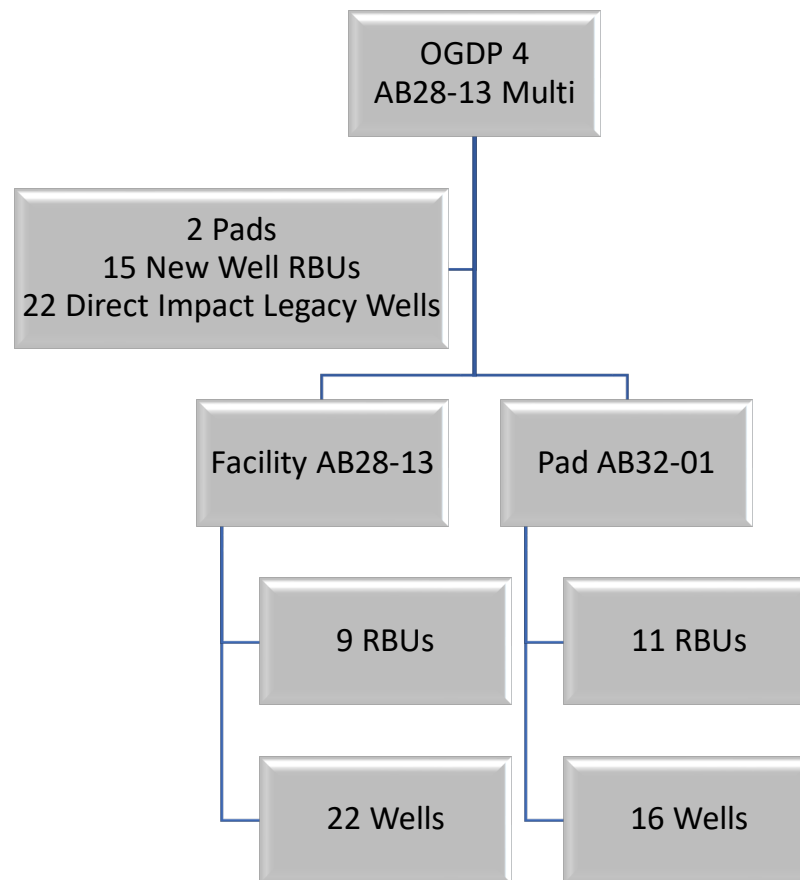 OGDP 4
AB28-13 Multi
2 Pads
15 New Well RBUs
22 Direct Impact Legacy Wells
Facility AB28-13
Pad AB32-01
9 RBUs
11 RBUs
22 Wells
16 Wells